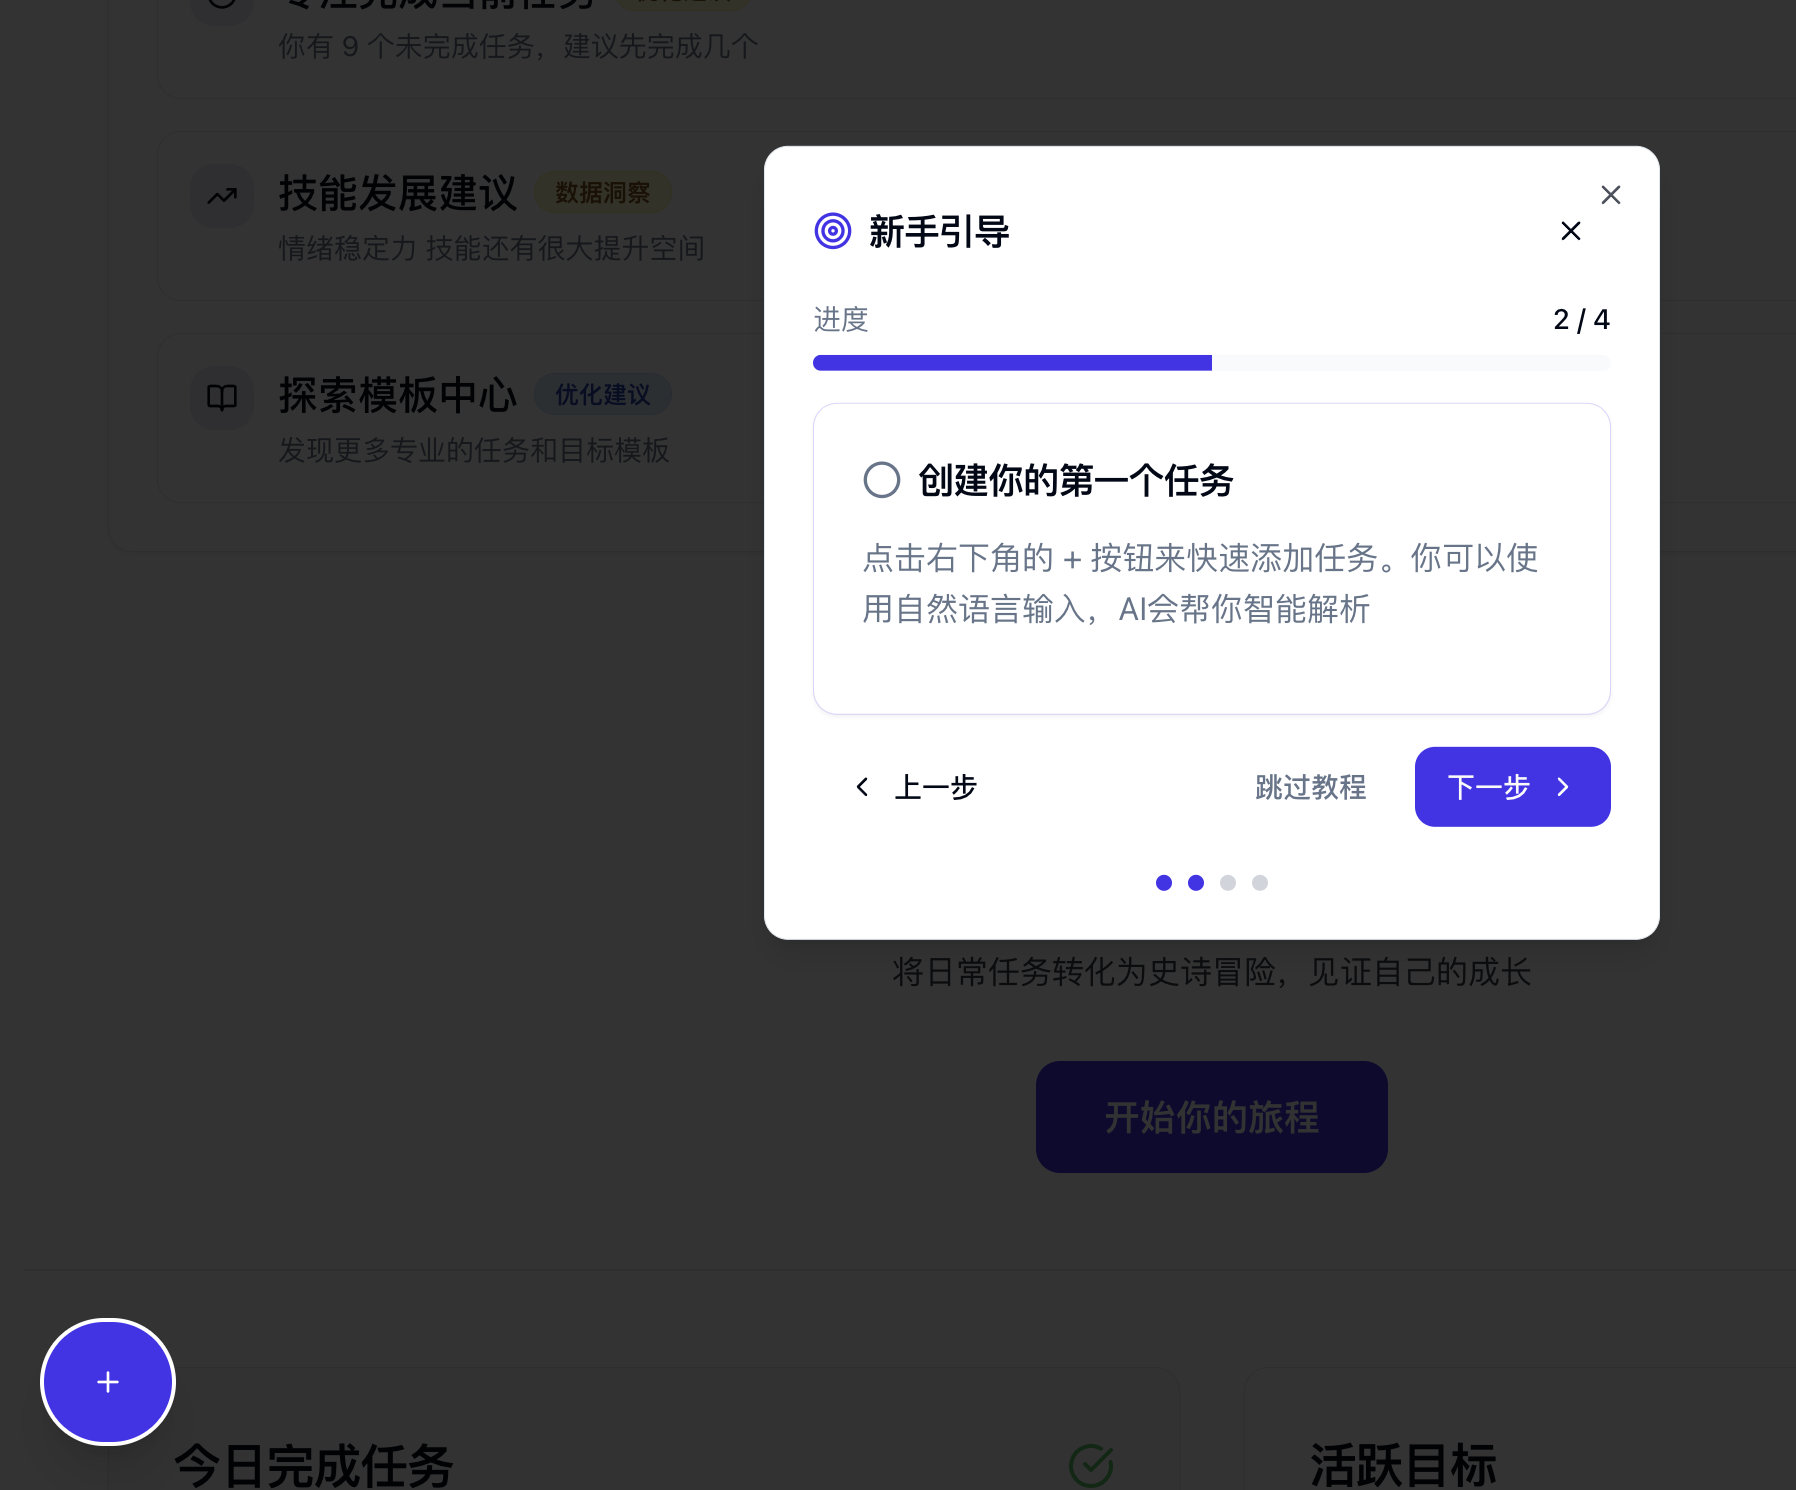 专注完成当前任务
你有 9 个未完成任务，建议先完成几个
技能发展建议 数据洞察
情绪稳定力 技能还有很大提升空间
探索模板中心 优化建议
发现更多专业的任务和目标模板
新手引导
进度 2 / 4
创建你的第一个任务
点击右下角的 + 按钮来快速添加任务。你可以使
用自然语言输入，AI会帮你智能解析
上一步 跳过教程 下一步
将日常任务转化为史诗冒险，见证自己的成长
开始你的旅程
今日完成任务 活跃目标